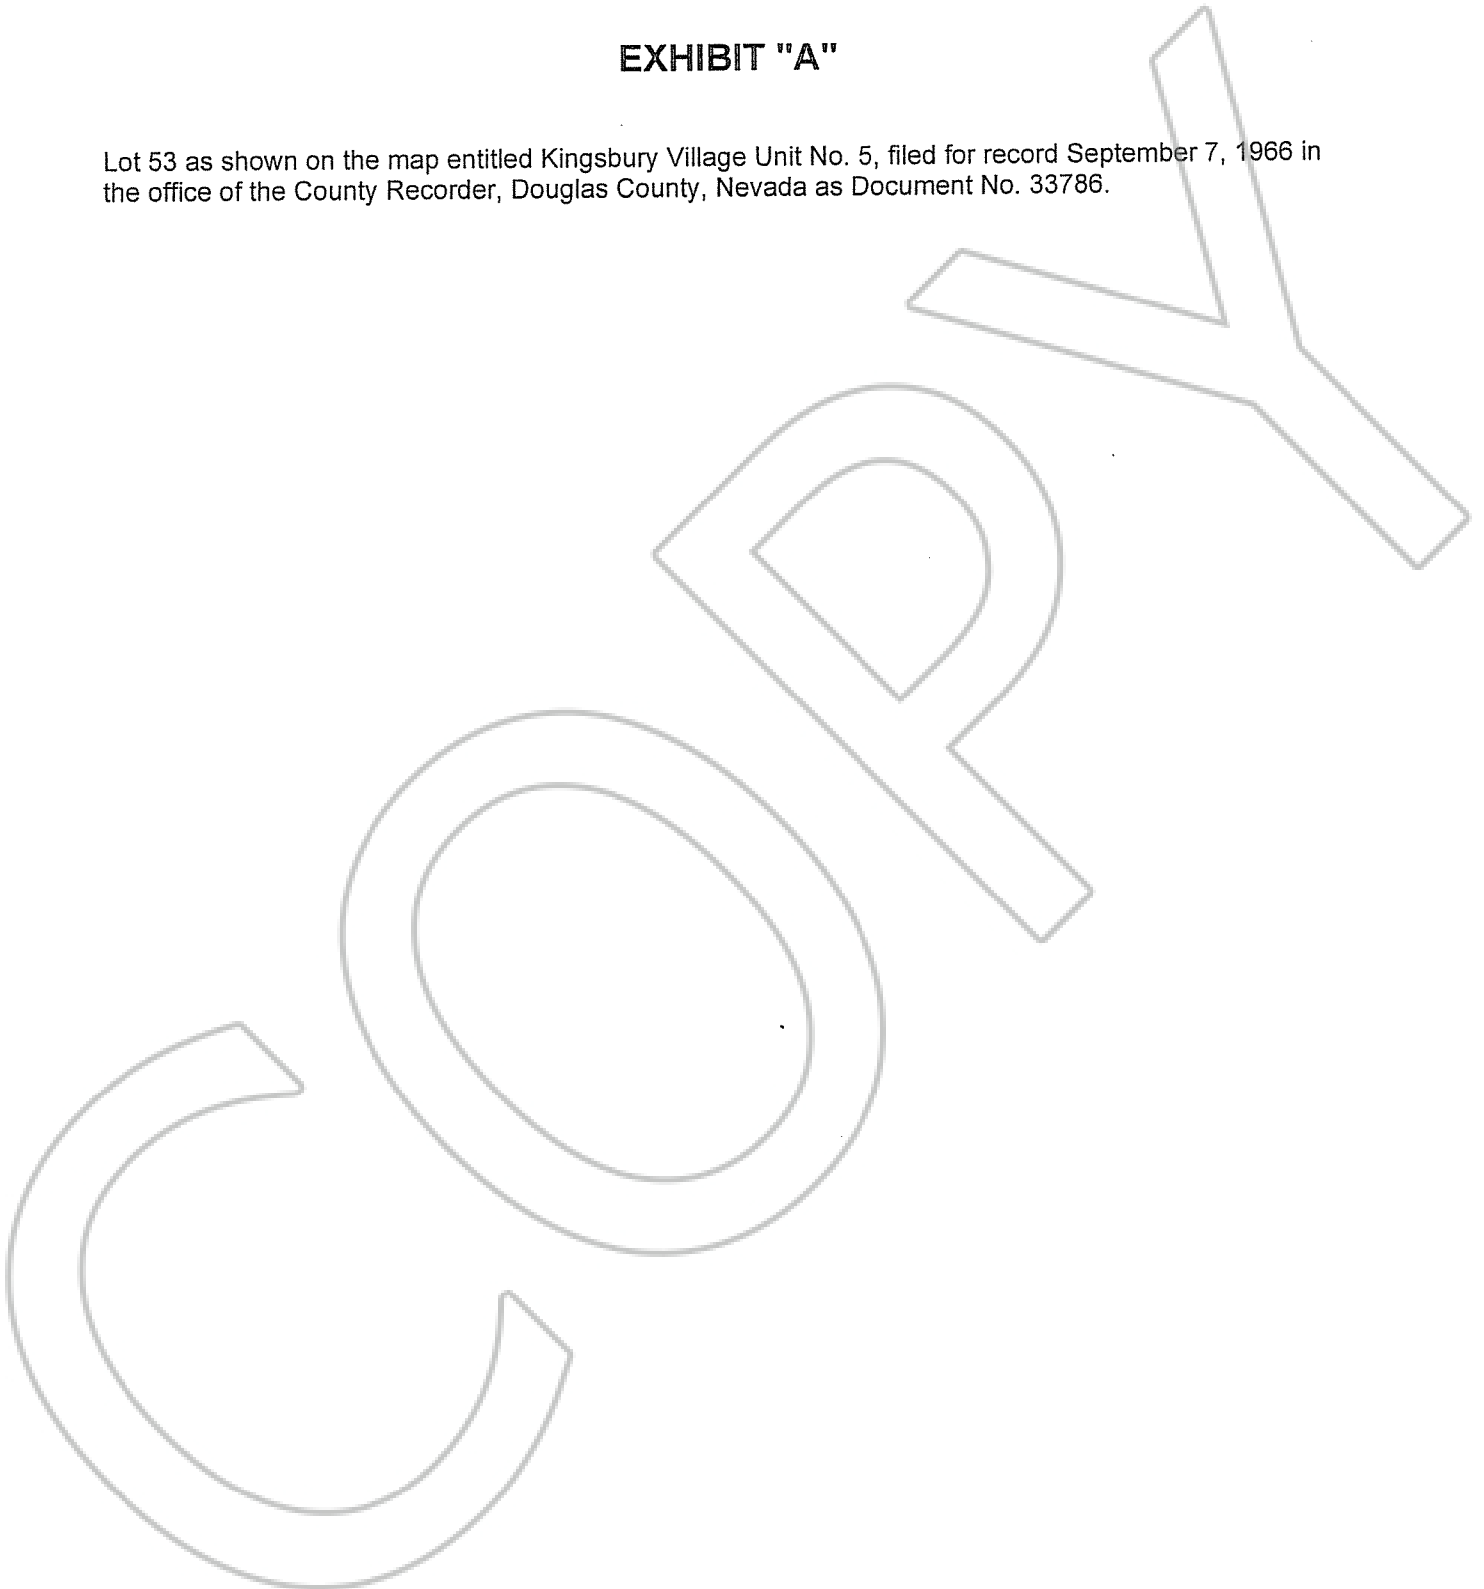 EXHIBIT "A"
Lot 53 as shown on the map entitled Kingsbury Village Unit No. 5, filed for record September 7, 1966 in
the office of the County Recorder, Douglas County, Nevada as Document No. 33786.
COPY